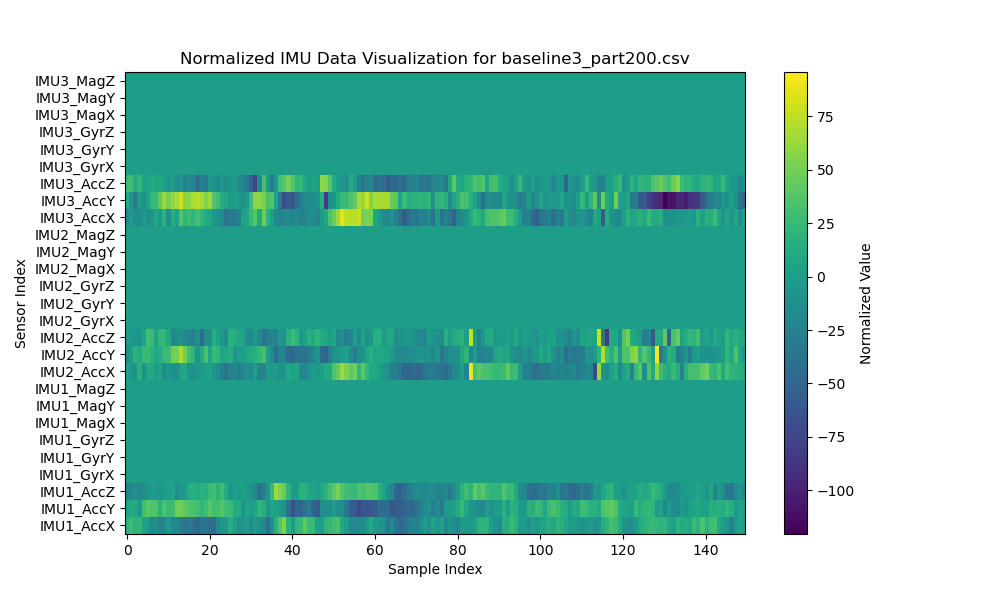 Normalized IMU Data Visualization for baseline3_part200.csv
IMU3_MagZ
IMU3_MagY
IMU3_MagX
IMU3_GyrZ
IMU3_GyrY
IMU3_GyrX
IMU3_AccZ
IMU3_AccY
IMU3_AccX
IMU2_MagZ
IMU2_MagY
IMU2_MagX
IMU2_GyrZ
IMU2_GyrY
IMU2_GyrX
IMU2_AccZ
IMU2_AccY
IMU2_AccX
IMU1_MagZ
IMU1_MagY
IMU1_MagX
IMU1_GyrZ
IMU1_GyrY
IMU1_GyrX
IMU1_AccZ
IMU1_AccY
IMU1_AccX
Sensor Index
0 20 40 60 80 100 120 140
Sample Index
75
50
25
0
−25
−50
−75
−100
Normalized Value